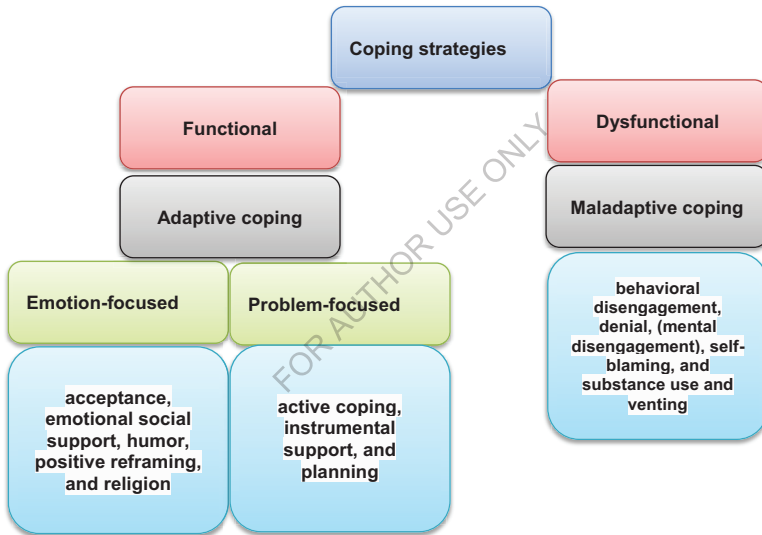 Coping strategies
Functional
Dysfunctional
Adaptive coping
Maladaptive coping
Emotion-focused
Problem-focused
behavioral
disengagement,
denial, (mental
disengagement), self-
blaming, and
substance use and
venting
acceptance,
emotional social
support, humor,
positive reframing,
and religion
active coping,
instrumental
support, and
planning
FOR AUTHOR USE ONLY